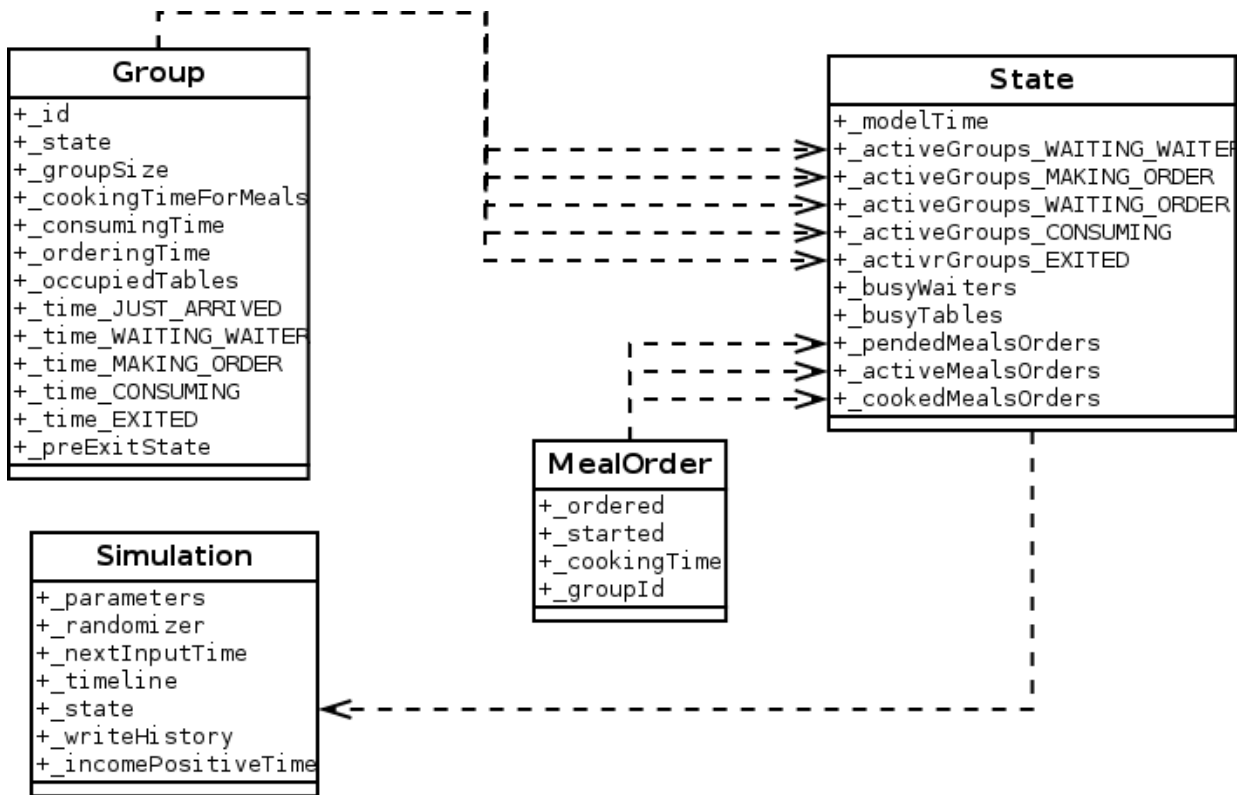 Group
+_id
+_state
+_groupSize
+_cookingTimeForMeals
+_consumingTime
+_orderingTime
+_occupiedTables
+_time_JUST_ARRIVED
+_time_WAITING_WAITER
+_time_MAKING_ORDER
+_time_CONSUMING
+_time_EXITED
+_preExitState
State
+_modelTime
+_activeGroups_WAITING_WAITER
+_activeGroups_MAKING_ORDER
+_activeGroups_WAITING_ORDER
+_activeGroups_CONSUMING
+_activrGroups_EXITED
+_busyWaiters
+_busyTables
+_pendedMealsOrders
+_activeMealsOrders
+_cookedMealsOrders
MealOrder
+_ordered
+_started
+_cookingTime
+_groupId
Simulation
+_parameters
+_randomizer
+_nextInputTime
+_timeline
+_state
+_writeHistory
+_incomePositiveTime